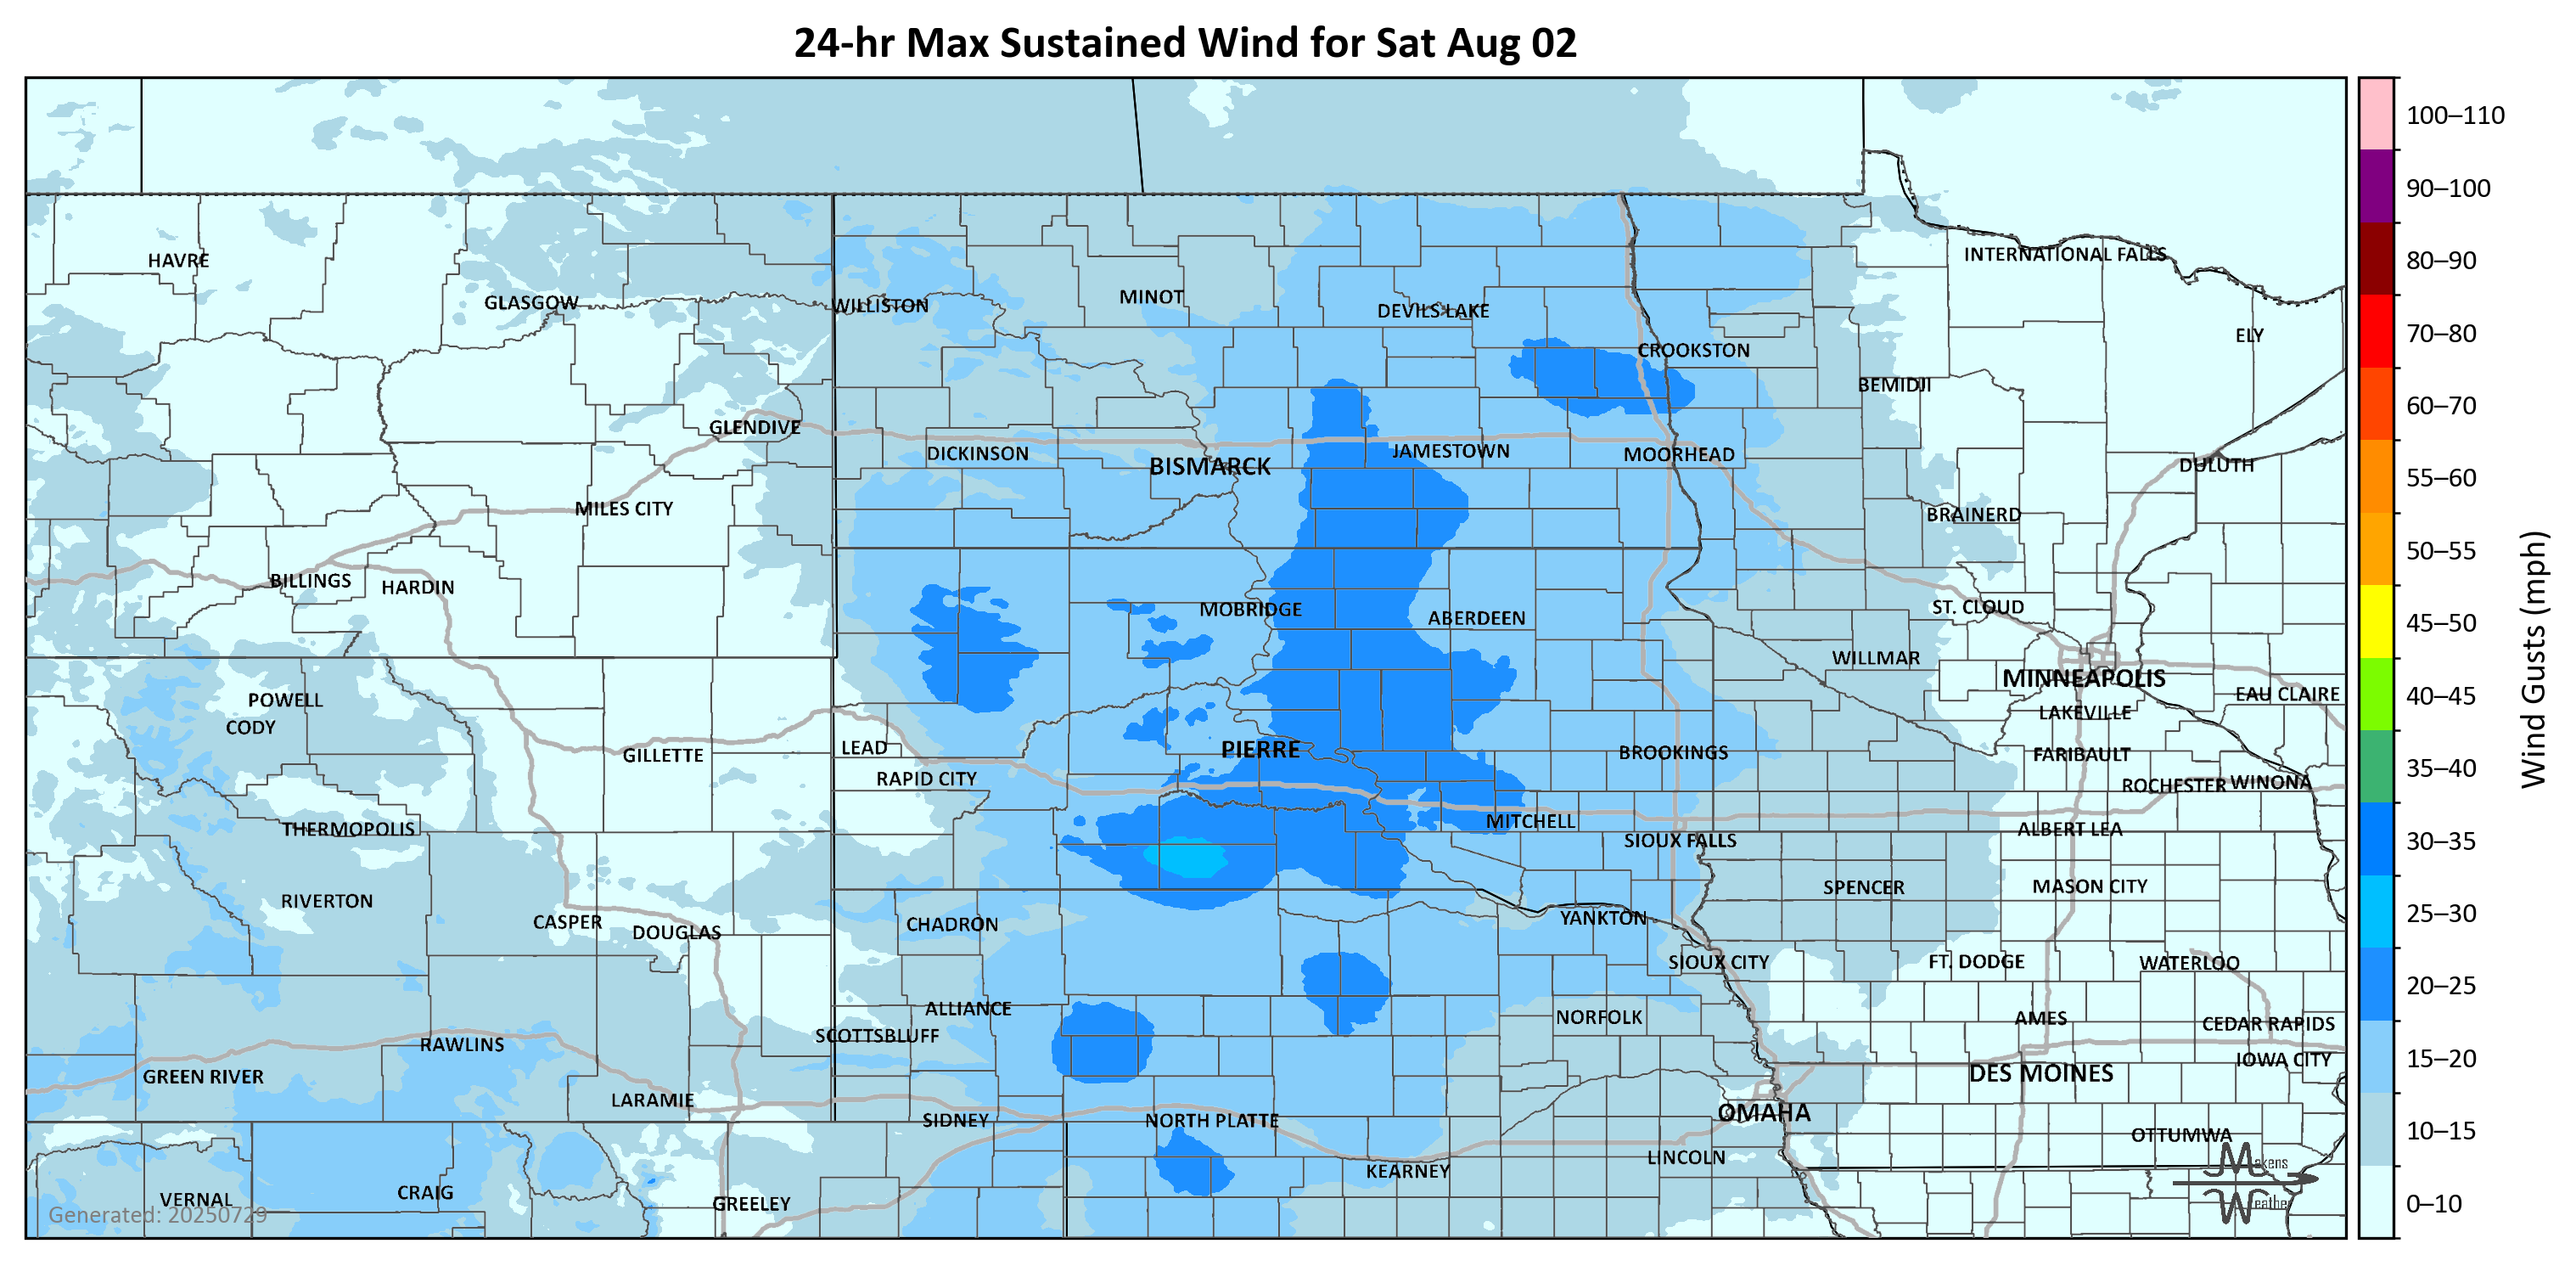 24-hr Max Sustained Wind for Sat Aug 02
HAVRE
GLASGOW
WILLISTON
MINOT
DEVILS LAKE
INTERNATIONAL FALLS
ELY
CROOKSTON
BEMIDJI
GLENDIVE
DICKINSON
BISMARCK
JAMESTOWN
MOORHEAD
DULUTH
MILES CITY
BRAINERD
BILLINGS
HARDIN
MOBRIDGE
ABERDEEN
ST. CLOUD
WILLMAR
MINNEAPOLIS
EAU CLAIRE
POWELL
CODY
LAKEVILLE
GILLETTE
LEAD
PIERRE
BROOKINGS
FARIBAULT
RAPID CITY
ROCHESTER
WINONA
THERMOPOLIS
MITCHELL
SIOUX FALLS
ALBERT LEA
RIVERTON
SPENCER
MASON CITY
CASPER
DOUGLAS
CHADRON
YANKTON
SIOUX CITY
FT. DODGE
WATERLOO
ALLIANCE
SCOTTSBLUFF
NORFOLK
AMES
CEDAR RAPIDS
RAWLINS
GREEN RIVER
IOWA CITY
DES MOINES
LARAMIE
SIDNEY
NORTH PLATTE
OMAHA
OTTUMWA
KEARNEY
LINCOLN
VERNAL
CRAIG
GREELEY
Generated: 20250729
Makens
Weather
100–110
90–100
80–90
70–80
60–70
55–60
50–55
45–50
40–45
35–40
30–35
25–30
20–25
15–20
10–15
0–10
Wind Gusts (mph)